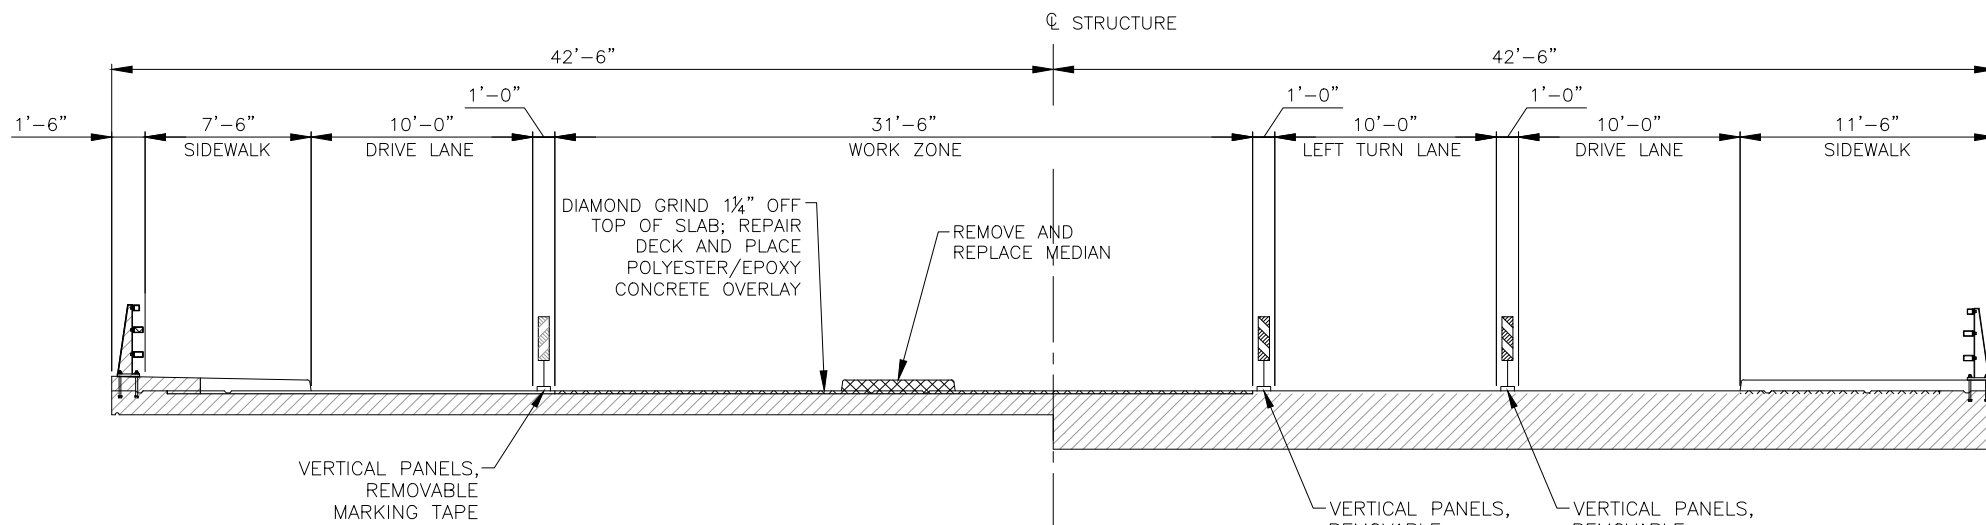 ℄ STRUCTURE
42'-6" 42'-6"
1'-0" 1'-0" 1'-0"
1'-6" 7'-6" 10'-0" 31'-6" 10'-0" 10'-0" 11'-6"
SIDEWALK DRIVE LANE WORK ZONE LEFT TURN LANE DRIVE LANE SIDEWALK
DIAMOND GRIND 1¼" OFF
TOP OF SLAB; REPAIR
DECK AND PLACE
POLYESTER/EPOXY
CONCRETE OVERLAY
REMOVE AND
REPLACE MEDIAN
VERTICAL PANELS,
REMOVABLE
MARKING TAPE
VERTICAL PANELS,
REMOVABLE
VERTICAL PANELS,
REMOVABLE